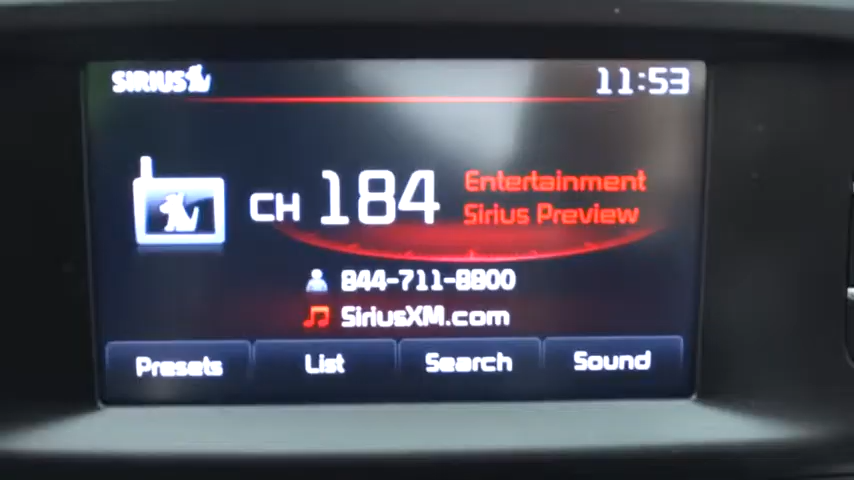 SIRIUS
11:53
CH 184
Entertainment
Sirius Preview
844-711-8800
SiriusXM.com
Presets List Search Sound